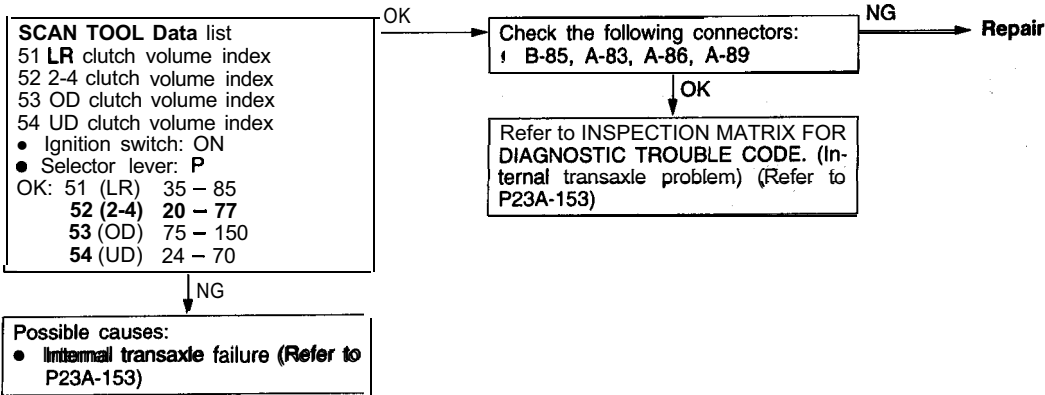 SCAN TOOL Data list
51 LR clutch volume index
52 2-4 clutch volume index
53 OD clutch volume index
54 UD clutch volume index
• Ignition switch: ON
• Selector lever: P
OK: 51 (LR) 35 – 85
52 (2-4) 20 – 77
53 (OD) 75 – 150
54 (UD) 24 – 70
OK
Check the following connectors:
B-85, A-83, A-86, A-89
NG
Repair
OK
Refer to INSPECTION MATRIX FOR
DIAGNOSTIC TROUBLE CODE. (In-
ternal transaxle problem) (Refer to
P23A-153)
NG
Possible causes:
• Internal transaxle failure (Refer to
P23A-153)